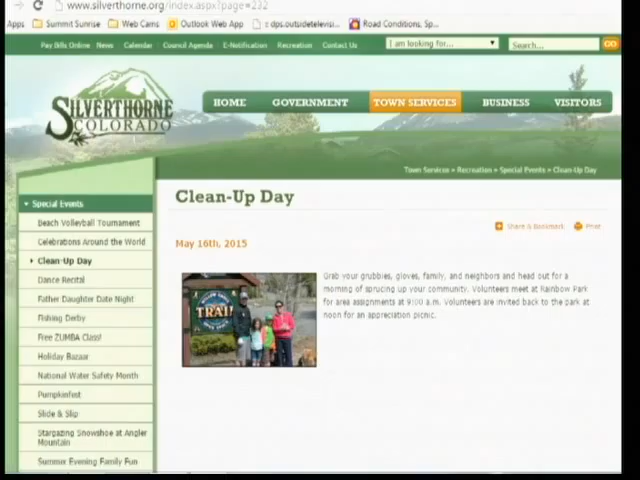 www.silverthorne.org/index.aspx?page=232
Apps Summit Sunrise Web Cams Outlook Web App r: dps.outsidetelevisi... Road Conditions, Sp...
Pay Bills Online News Calendar Council Agenda E-Notification Recreation Contact Us I am looking for... Search... GO
SILVERTHORNE
COLORADO
HOME GOVERNMENT TOWN SERVICES BUSINESS VISITORS
Town Services » Recreation » Special Events » Clean-Up Day
Special Events
Beach Volleyball Tournament
Celebrations Around the World
Clean-Up Day
Dance Recital
Father Daughter Date Night
Fishing Derby
Free ZUMBA Class!
Holiday Bazaar
National Water Safety Month
Pumpkinfest
Slide & Slip
Stargazing Snowshoe at Angler
Mountain
Summer Evening Family Fun
Clean-Up Day
Share & Bookmark Print
May 16th, 2015
TRAIL
Grab your grubbies, gloves, family, and neighbors and head out for a
morning of sprucing up your community. Volunteers meet at Rainbow Park
for area assignments at 9:00 a.m. Volunteers are invited back to the park at
noon for an appreciation picnic.